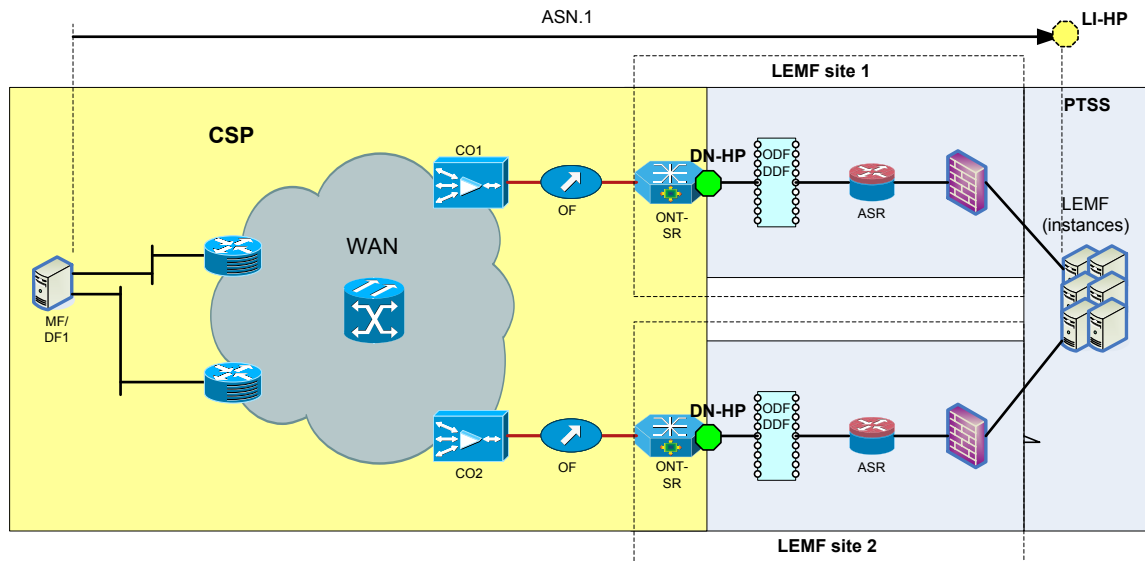 ASN.1
LI-HP
LEMF site 1
PTSS
CSP
CO1
DN-HP
ODF
DDF
OF
ONT-
SR
ASR
LEMF
(instances)
WAN
MF/
DF1
DN-HP
ODF
DDF
CO2
OF
ONT-
SR
ASR
LEMF site 2